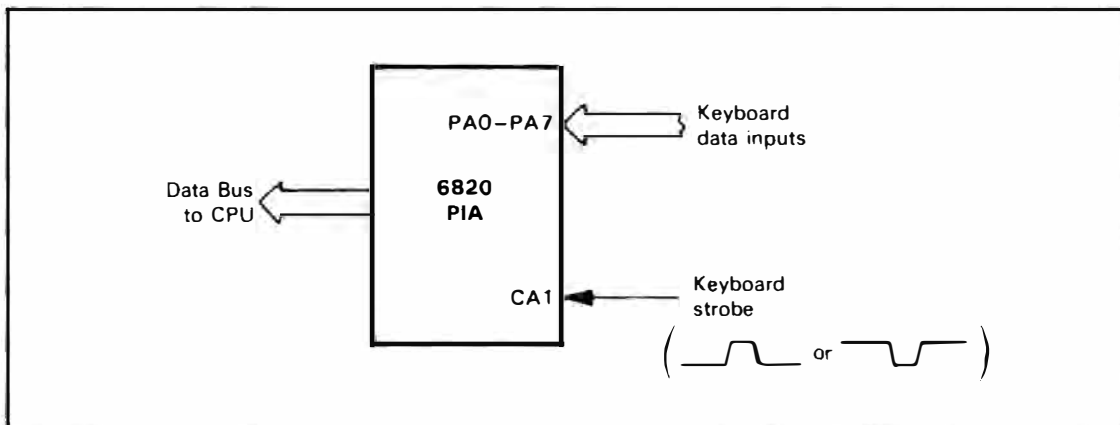 PA0-PA7
Keyboard
data inputs
Data Bus
to CPU
6820
PIA
CA1
Keyboard
strobe
( or )